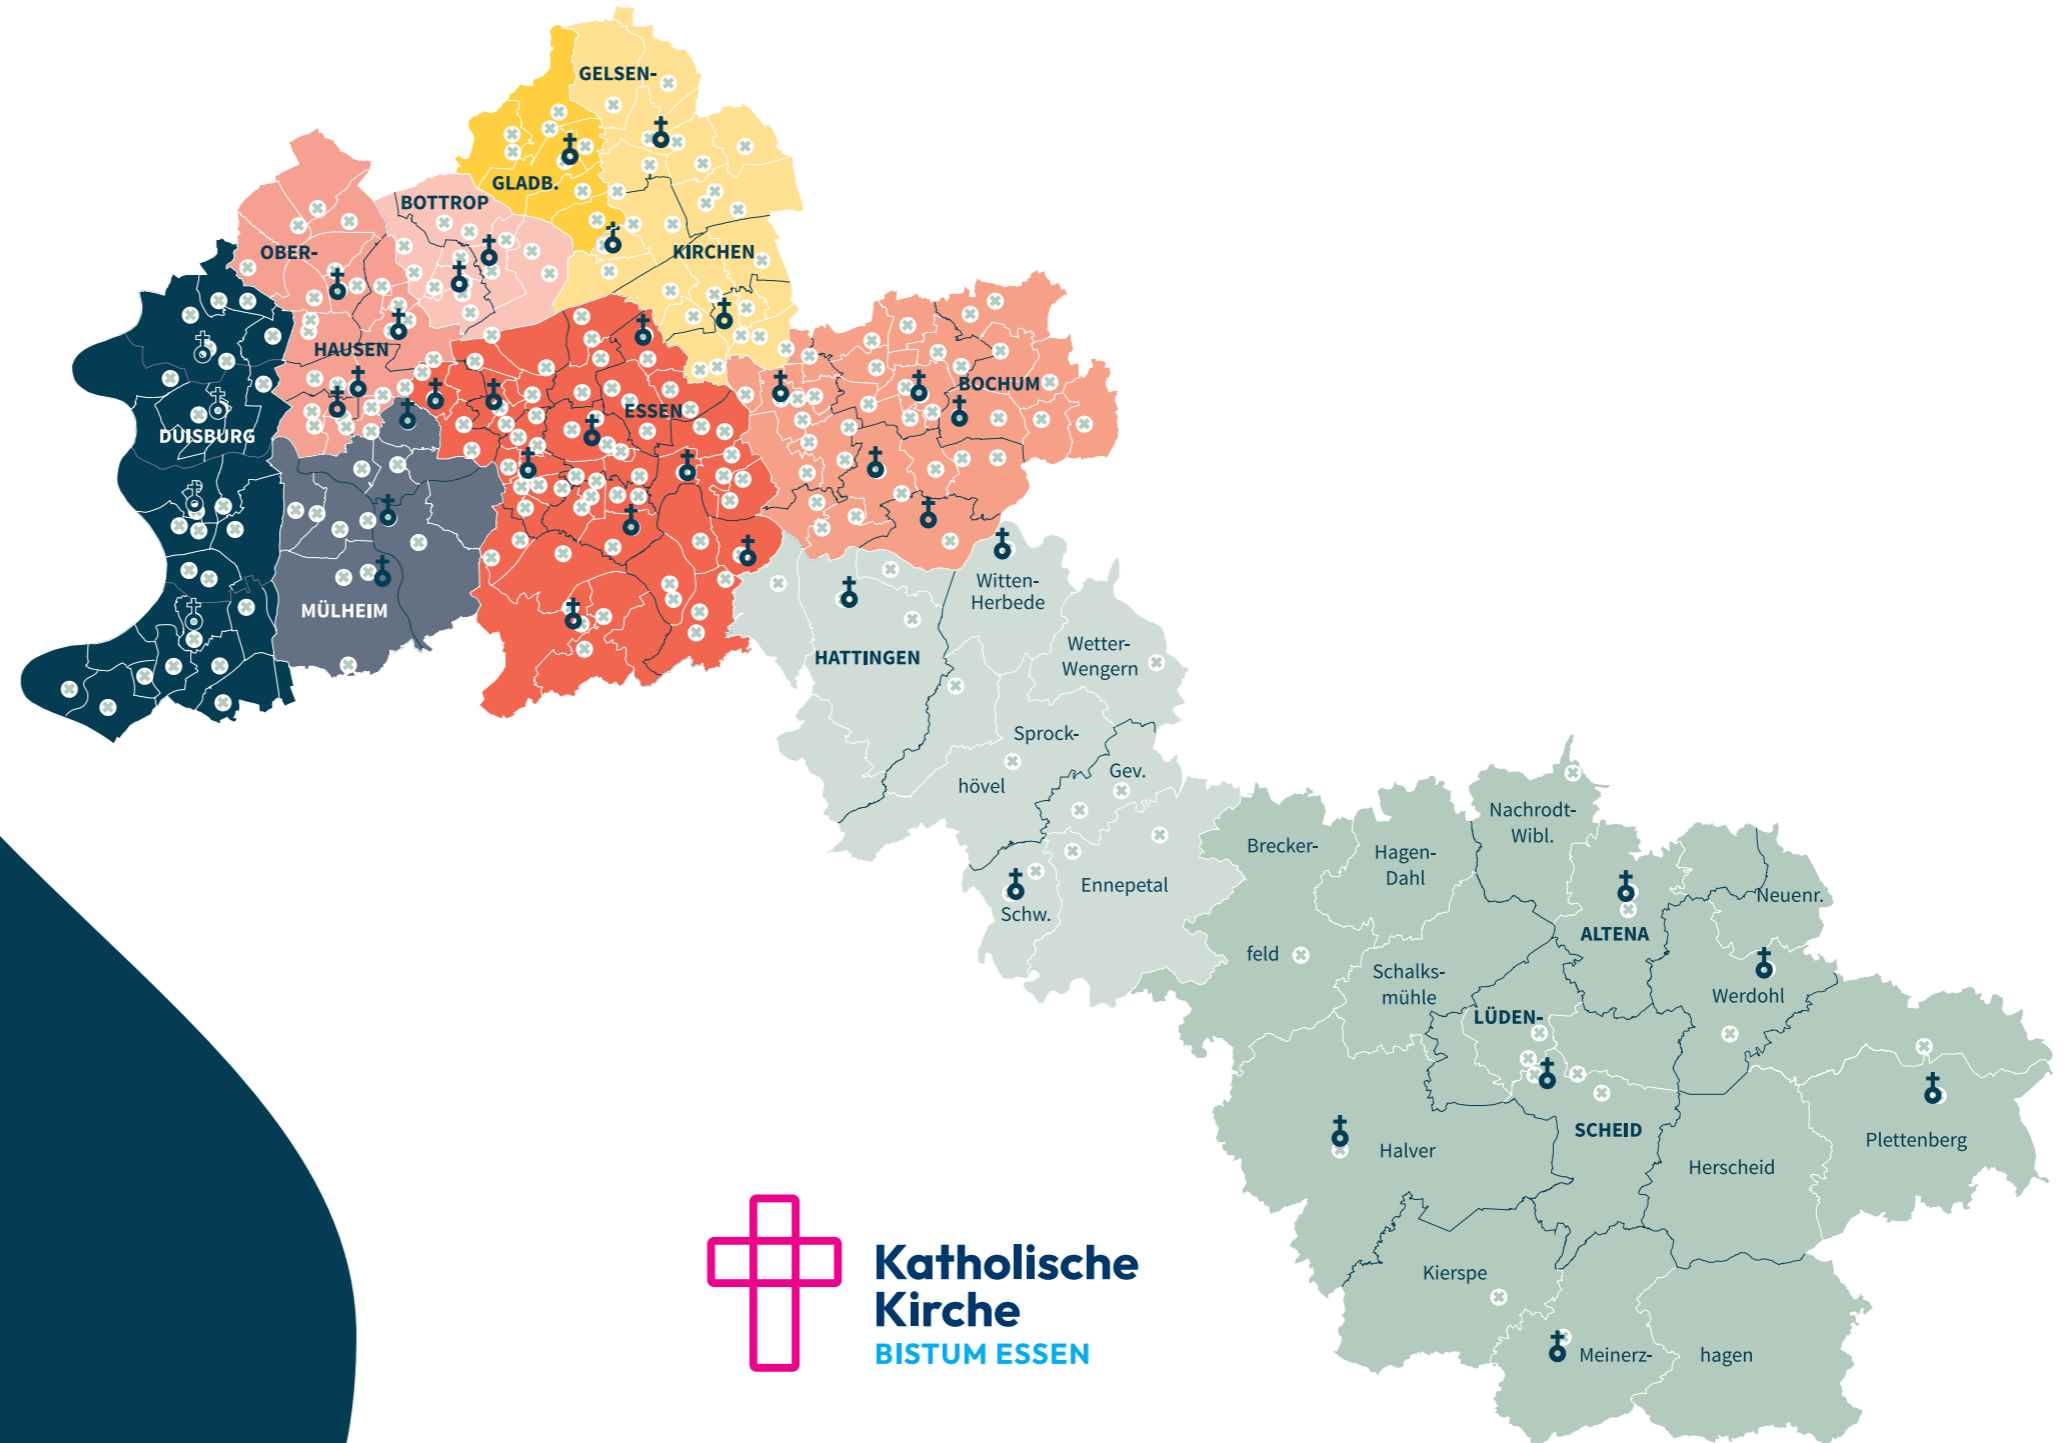 GELSEN-
GLADB.
BOTTROP
OBER-
KIRCHEN
HAUSEN
BOCHUM
ESSEN
DUISBURG
Witten-
Herbede
MÜLHEIM
Wetter-
Wengern
HATTINGEN
Sprock-
hövel
Gev.
Nachrodt-
Wibl.
Brecker-
Hagen-
Dahl
Ennepetal
Neuenr.
Schw.
ALTENA
feld
Schalks-
mühle
Werdohl
LÜDEN-
SCHEID
Plettenberg
Halver
Herscheid
Kierspe
Meinerz-
hagen
Katholische
Kirche
BISTUM ESSEN